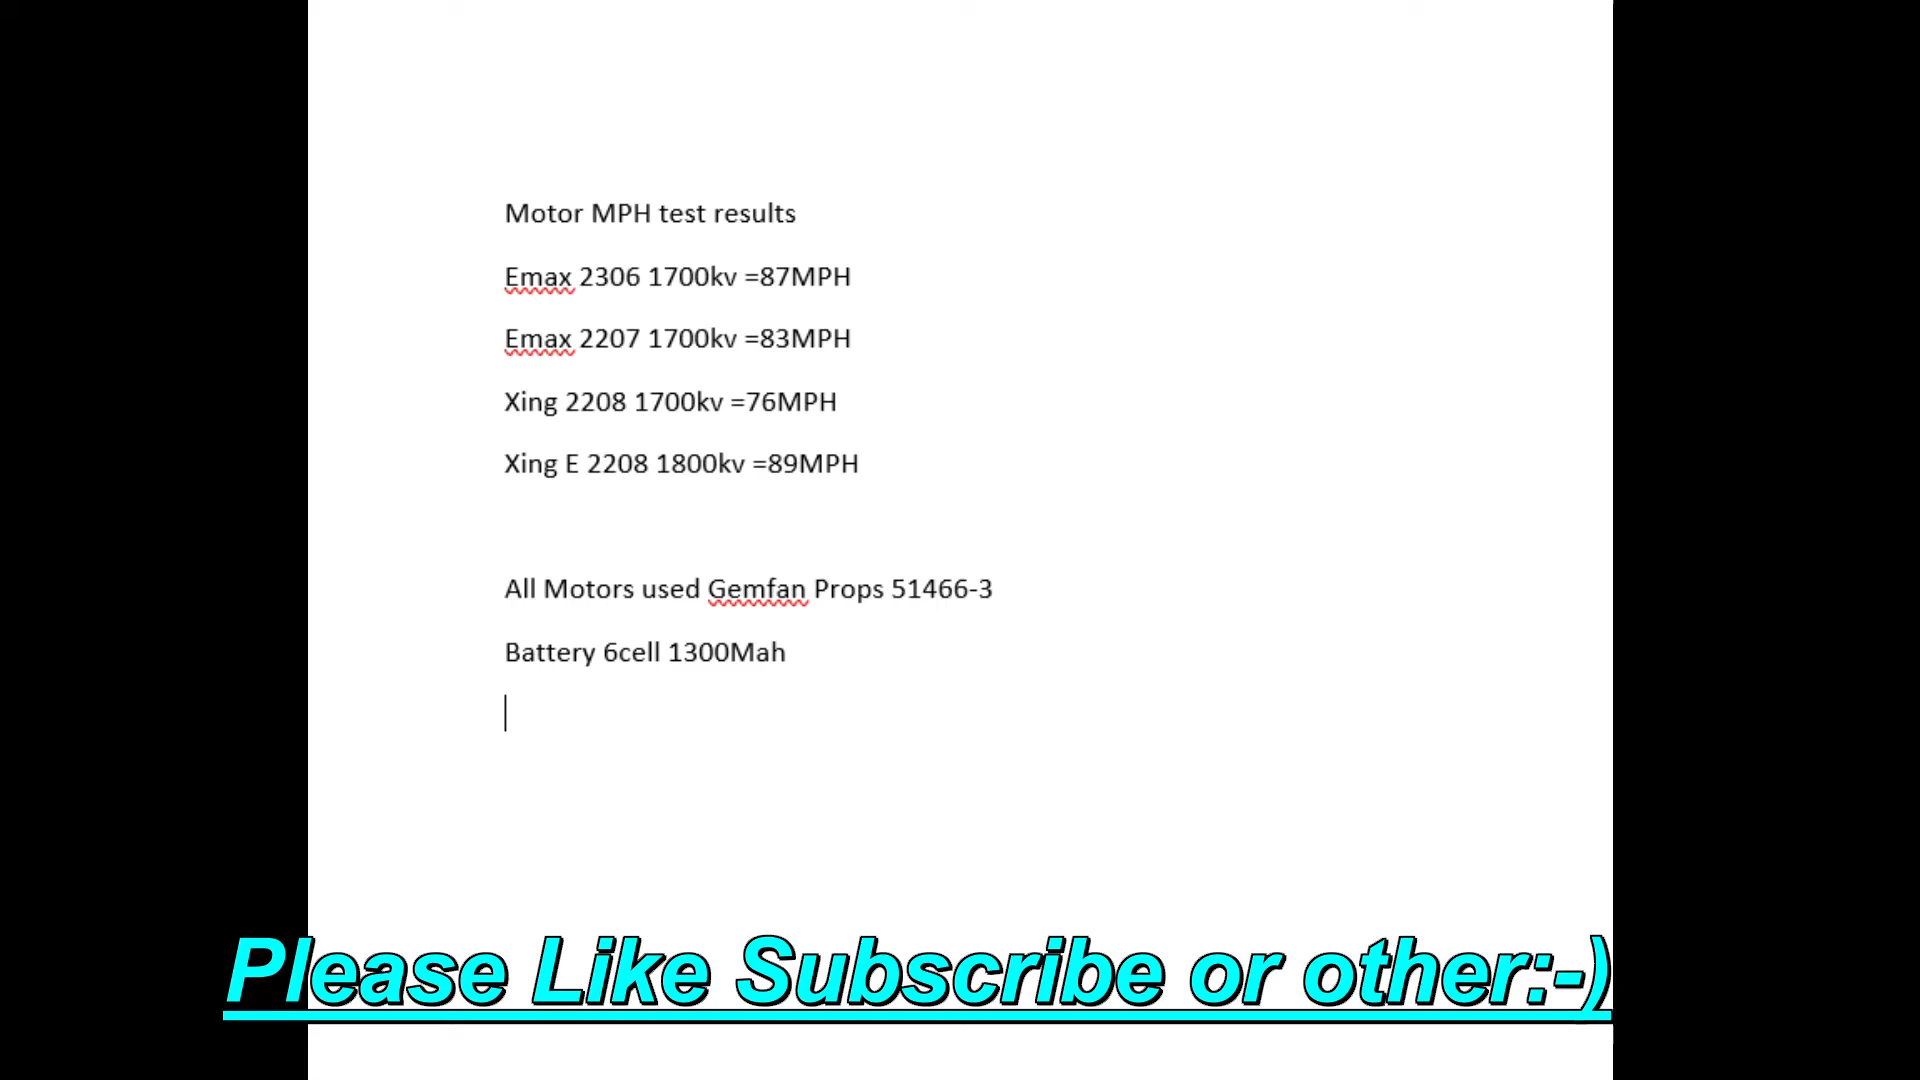 Motor MPH test results
Emax 2306 1700kv =87MPH
Emax 2207 1700kv =83MPH
Xing 2208 1700kv =76MPH
Xing E 2208 1800kv =89MPH
All Motors used Gemfan Props 51466-3
Battery 6cell 1300Mah
Please Like Subscribe or other:-)